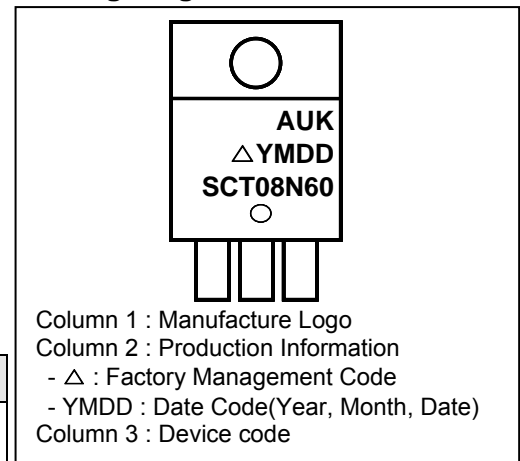 AUK
△YMDD
SCT08N60
Column 1 : Manufacture Logo
Column 2 : Production Information
- △ : Factory Management Code
- YMDD : Date Code(Year, Month, Date)
Column 3 : Device code